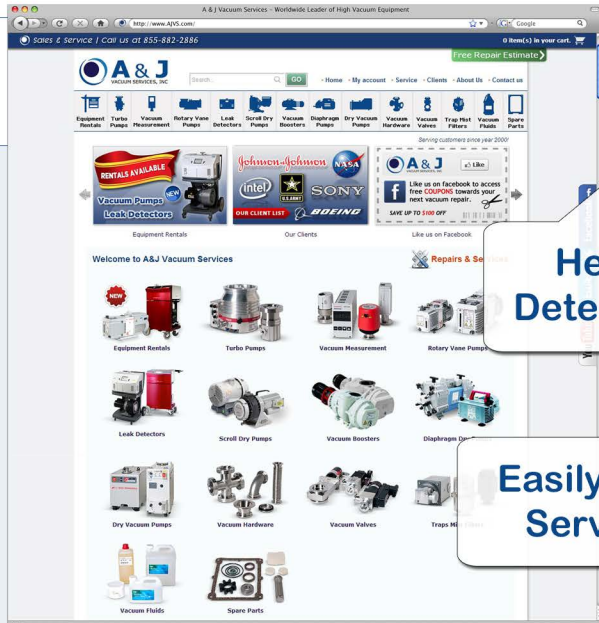 A & J Vacuum Services - Worldwide Leader of High Vacuum Equipment
http://www.AJVS.com/
Google
Sales & Service / Call us at 855-882-2886
0 item(s) in your cart.
Free Repair Estimate
A & J
VACUUM SERVICES, INC
Search...
GO
Home
My account
Service
Clients
About Us
Contact us
Equipment Rentals
Turbo Pumps
Vacuum Measurement
Rotary Vane Pumps
Leak Detectors
Scroll Dry Pumps
Vacuum Boosters
Diaphragm Pumps
Dry Vacuum Pumps
Vacuum Hardware
Vacuum Valves
Trap Mist Filters
Vacuum Fluids
Spare Parts
Serving customers since year 2000!
RENTALS AVAILABLE
NEW
Vacuum Pumps
Leak Detectors
Johnson & Johnson
NASA
intel
U.S.ARMY
SONY
OUR CLIENT LIST
BOEING
A & J
VACUUM SERVICES, INC
Like
Like us on facebook to access
free COUPONS towards your
next vacuum repair.
SAVE UP TO $100 OFF
Equipment Rentals
Our Clients
Like us on Facebook
Welcome to A&J Vacuum Services
Repairs & Se
He
Dete
NEW
Equipment Rentals
Turbo Pumps
Vacuum Measurement
Rotary Vane Pumps
Leak Detectors
Scroll Dry Pumps
Vacuum Boosters
Diaphragm Dry
Easily
Serv
Dry Vacuum Pumps
Vacuum Hardware
Vacuum Valves
Traps Mist
Vacuum Fluids
Spare Parts